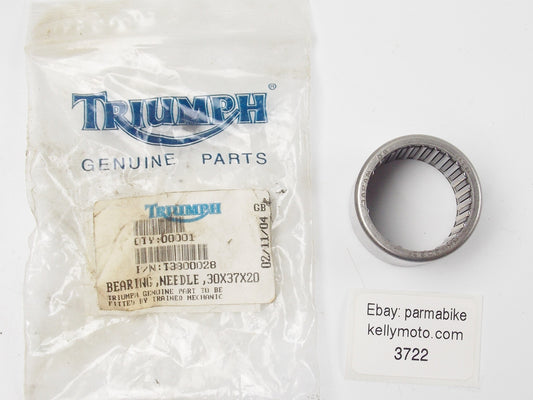 TRIUMPH®
GENUINE PARTS
TRIUMPH
GB
02/11/04
QTY:00001
P/N:T3800028
BEARING,NEEDLE,30X37X20
TRIUMPH GENUINE PART TO BE
FITTED BY TRAINED MECHANIC
Ebay: parmabike
kellymoto.com
3722